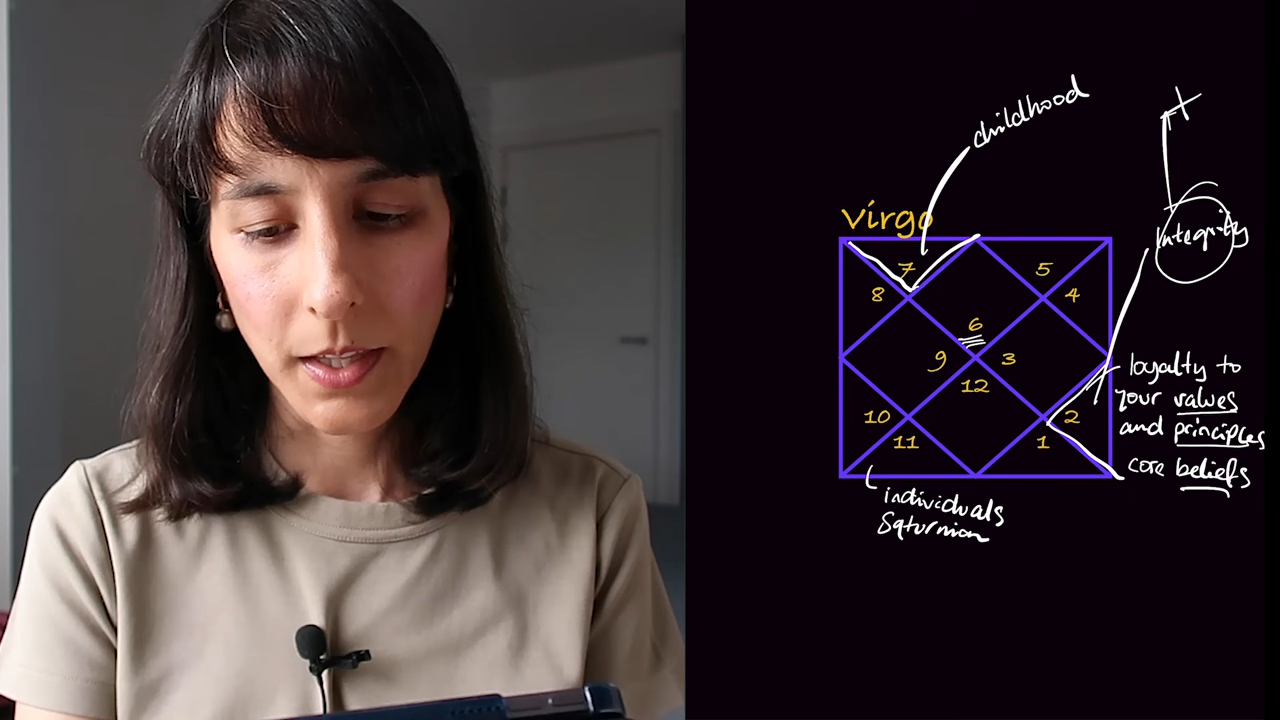 childhood
+
virgo
Integrity
7
5
8
4
6
9
3
12
loyalty to
your values
and principles
core beliefs
10
2
11
1
individuals
Saturnian